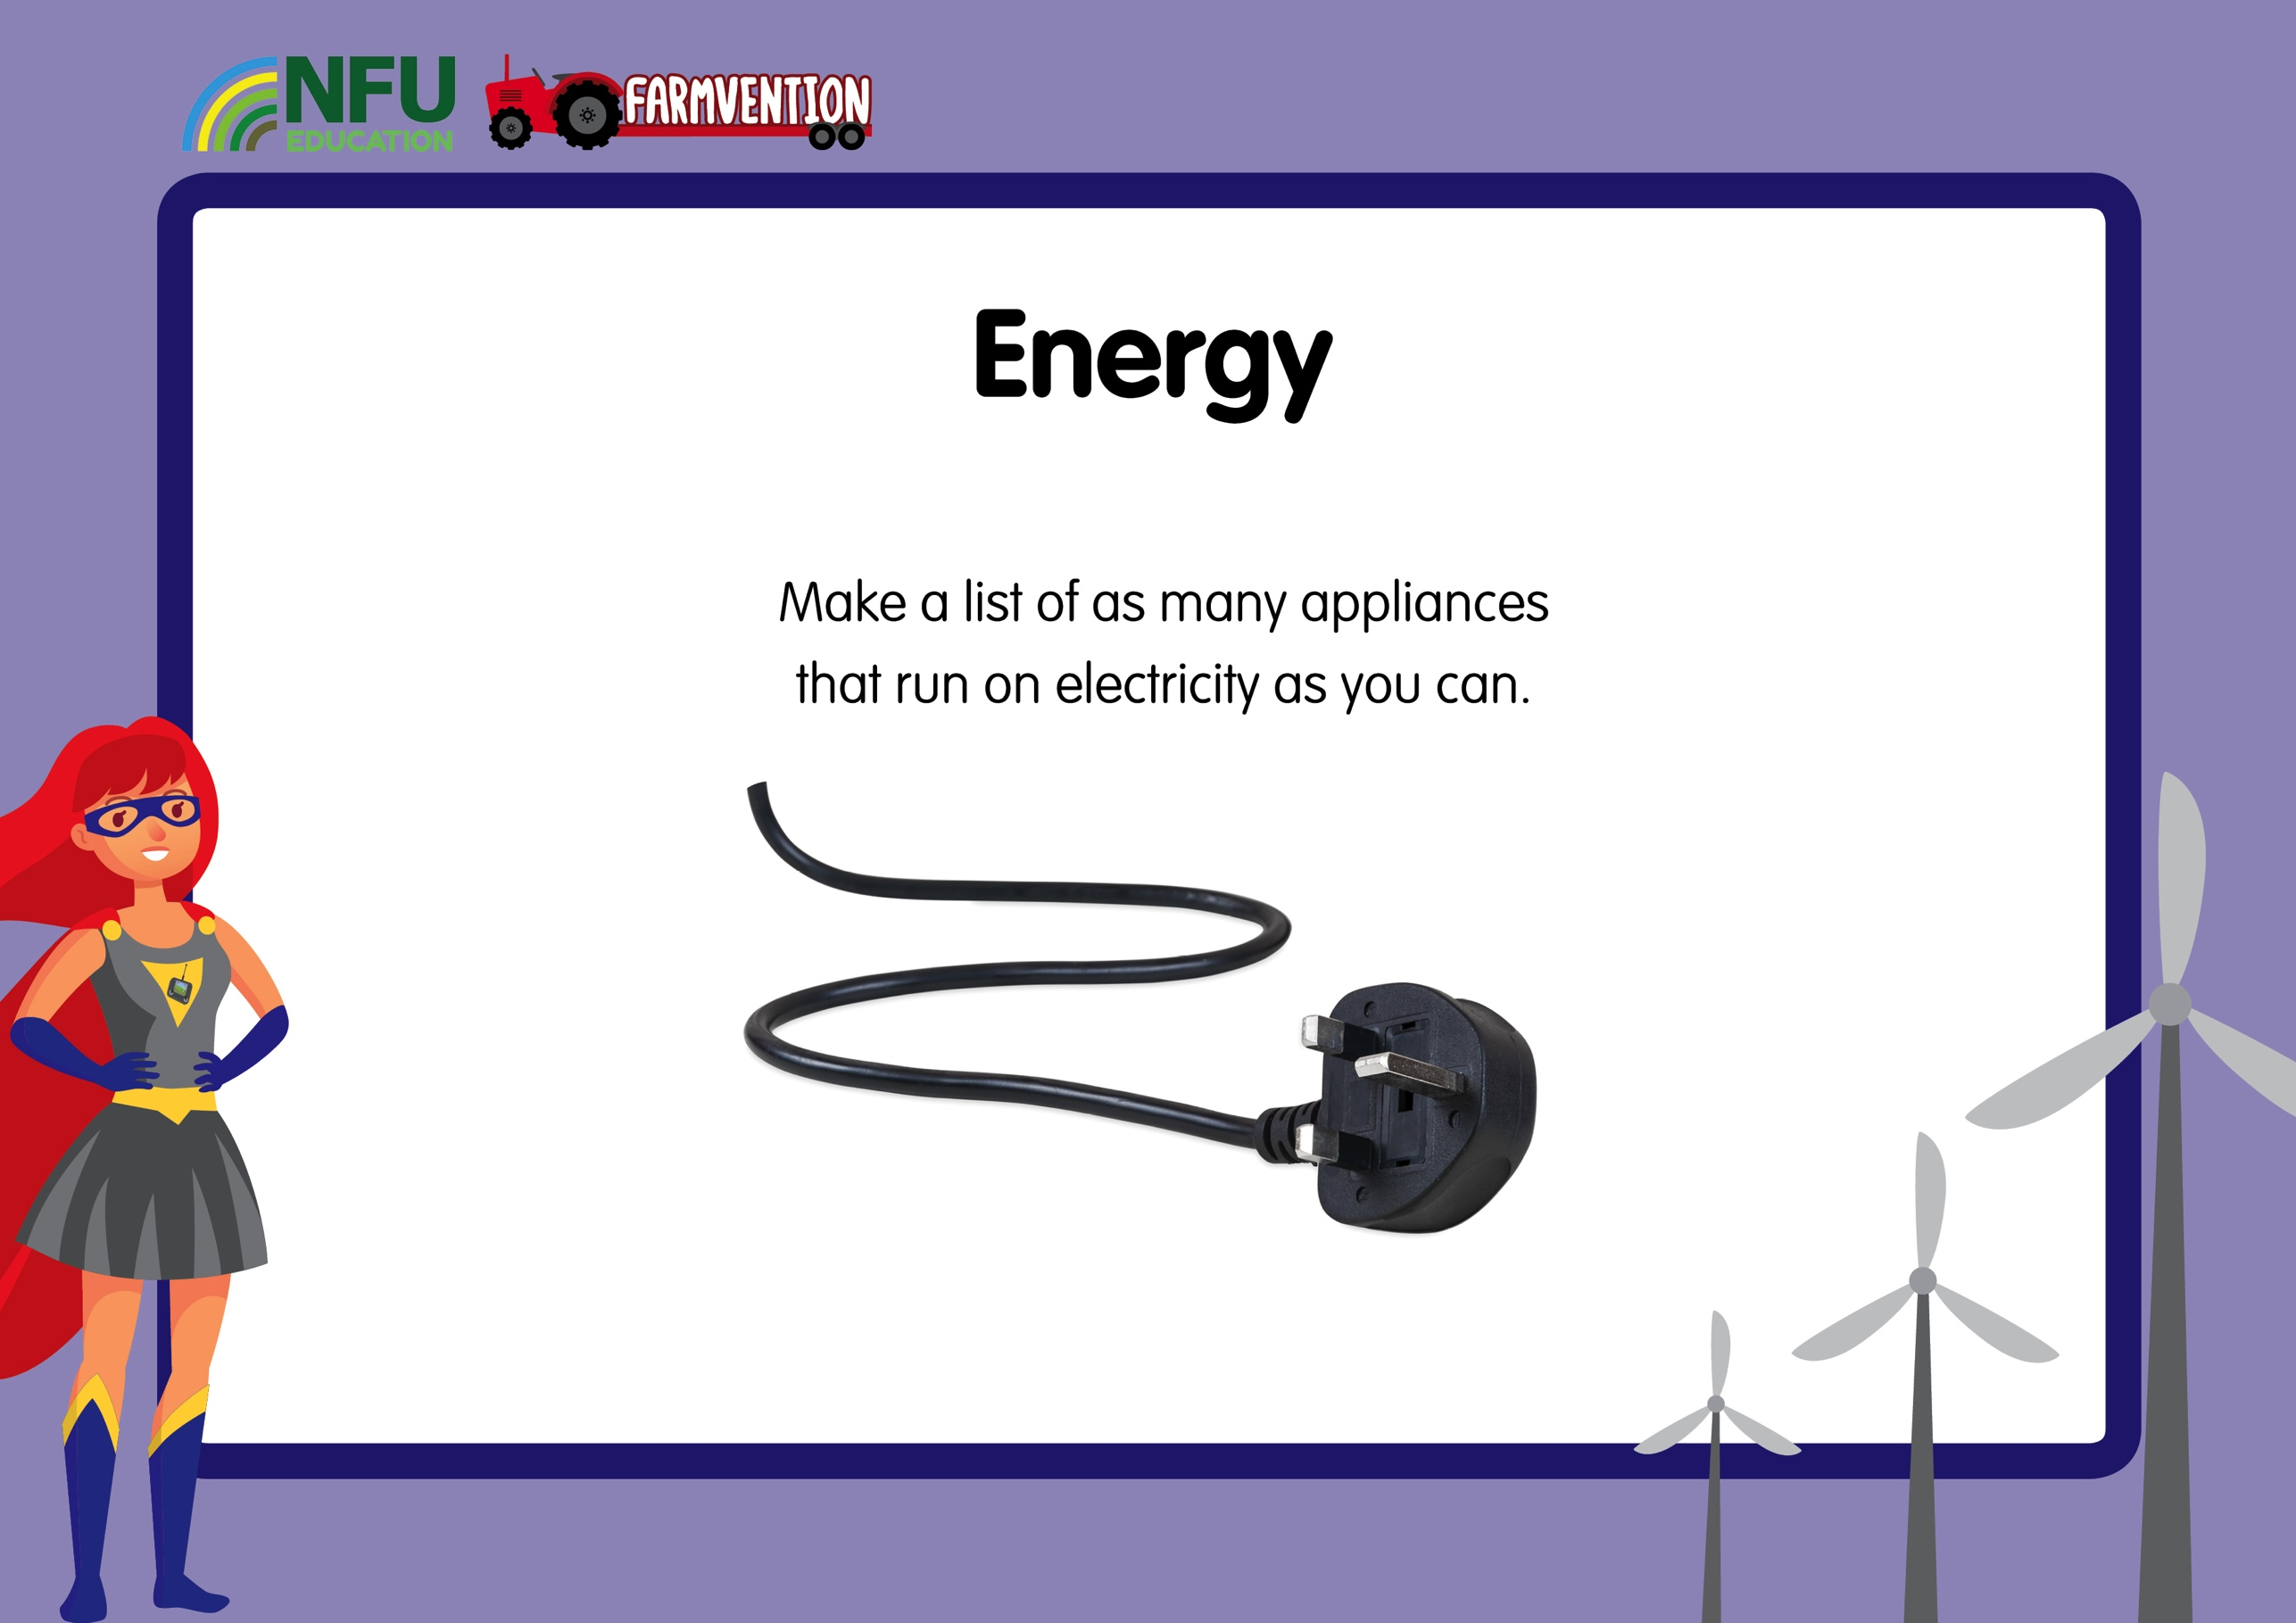 NFU
EDUCATION
FARMVENTION
Energy
Make a list of as many appliances
that run on electricity as you can.